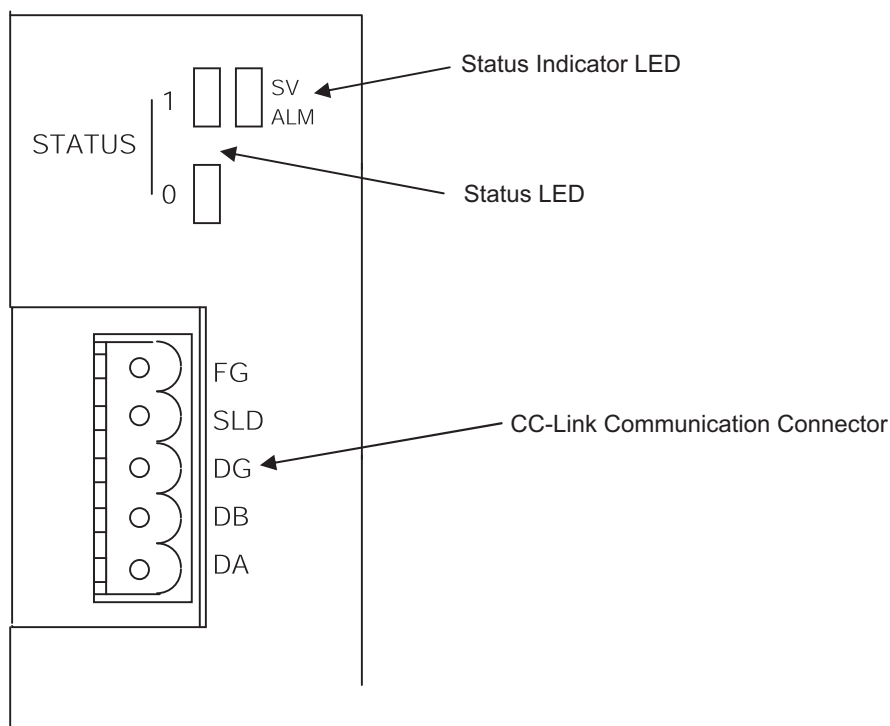 Status Indicator LED
1
SV
ALM
STATUS
Status LED
0
FG
SLD
CC-Link Communication Connector
DG
DB
DA